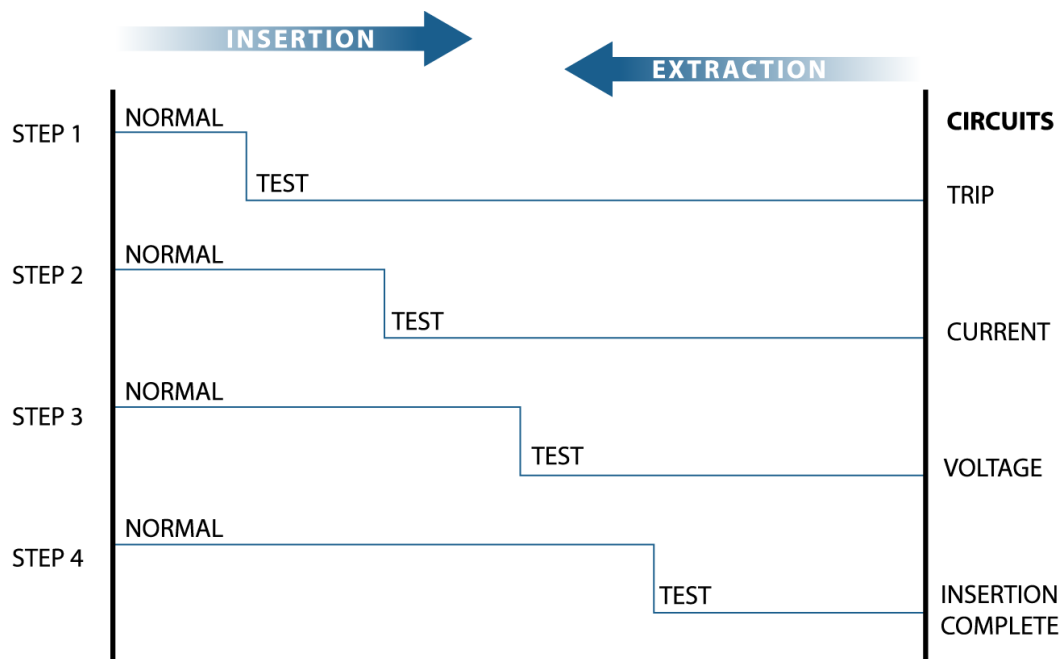 INSERTION
EXTRACTION
NORMAL
CIRCUITS
STEP 1
TEST
TRIP
NORMAL
STEP 2
TEST
CURRENT
NORMAL
STEP 3
TEST
VOLTAGE
NORMAL
STEP 4
TEST
INSERTION
COMPLETE